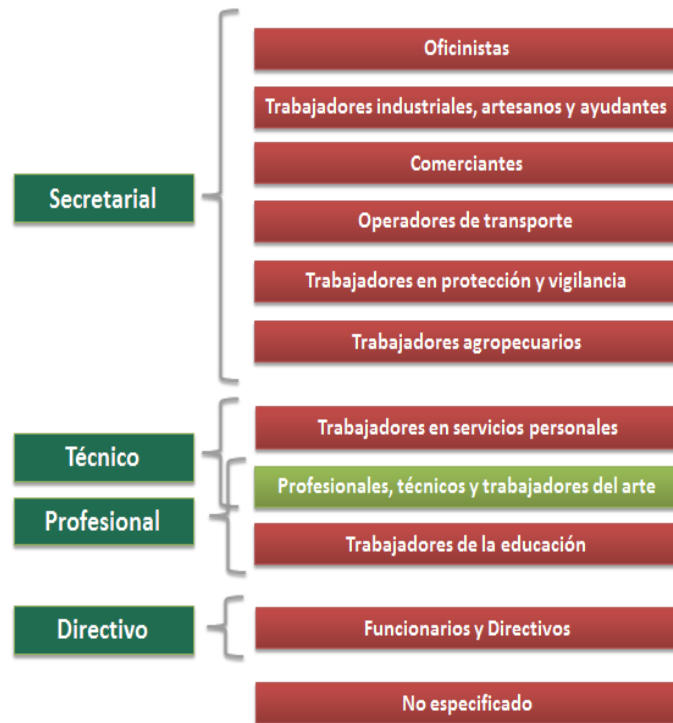 Oficinistas
Trabajadores industriales, artesanos y ayudantes
Comerciantes
Secretarial
Operadores de transporte
Trabajadores en protección y vigilancia
Trabajadores agropecuarios
Trabajadores en servicios personales
Técnico
Profesionales, técnicos y trabajadores del arte
Profesional
Trabajadores de la educación
Directivo
Funcionarios y Directivos
No especificado